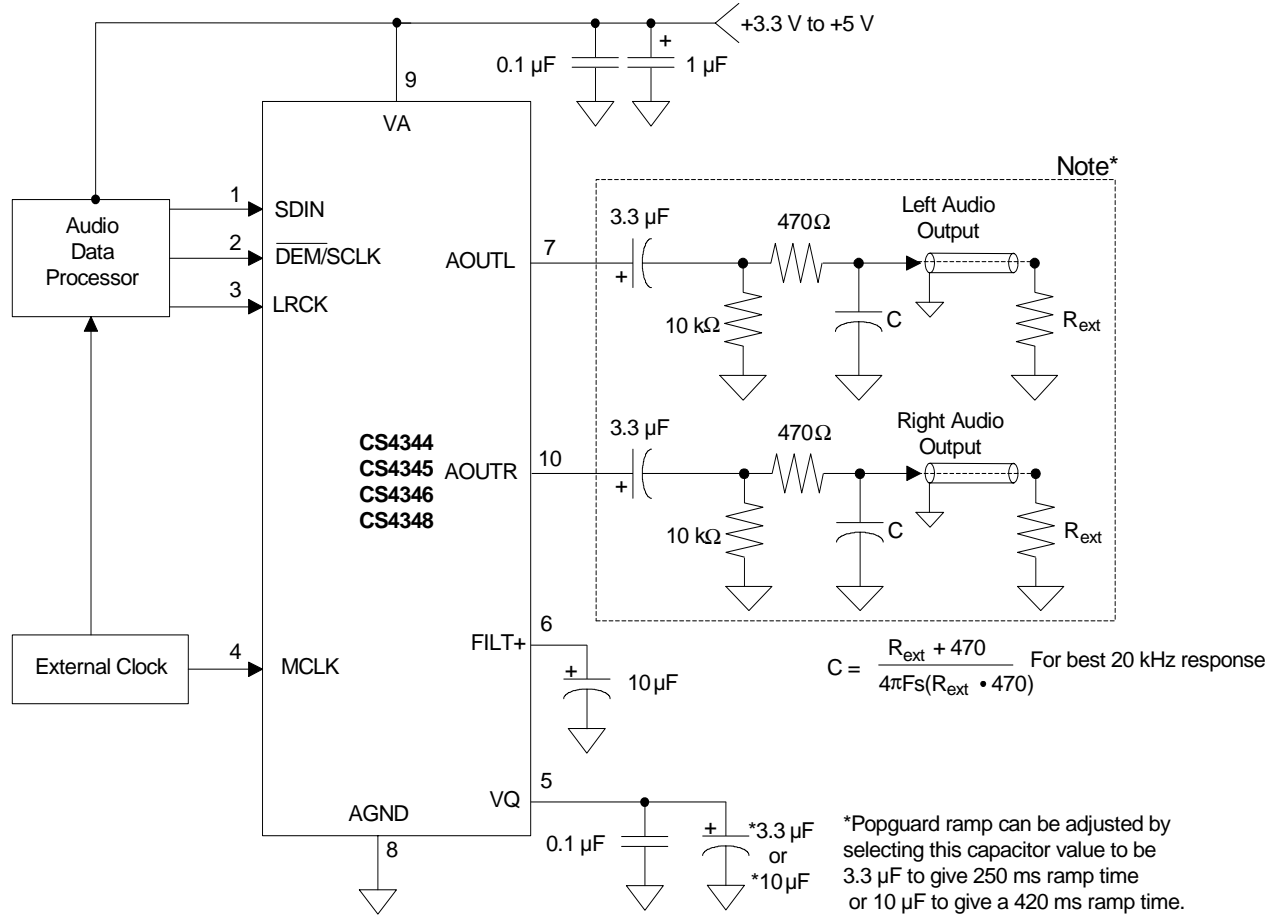 +3.3 V to +5 V
0.1 µF
+
1 µF
9
VA
Note*
Audio
Data
Processor
1
SDIN
2
DEM/SCLK
3
LRCK
AOUTL
7
3.3 µF
+
470Ω
10 kΩ
C
Left Audio
Output
Rext
CS4344
CS4345
CS4346
CS4348
AOUTR
10
3.3 µF
+
470Ω
10 kΩ
C
Right Audio
Output
Rext
External Clock
4
MCLK
FILT+
6
+
10 µF
C = Rext + 470
4πFs(Rext • 470)
For best 20 kHz response
VQ
5
0.1 µF
+
*3.3 µF
or
*10 µF
AGND
8
*Popguard ramp can be adjusted by
selecting this capacitor value to be
3.3 µF to give 250 ms ramp time
or 10 µF to give a 420 ms ramp time.